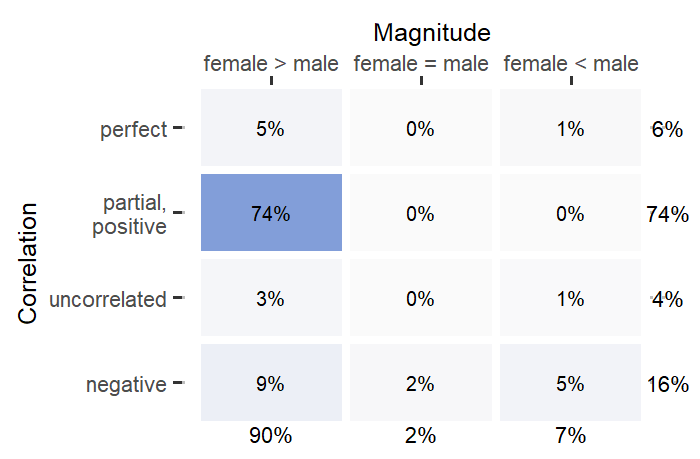 Magnitude
female > male female = male female < male
perfect 5% 0% 1% 6%
partial,
positive 74% 0% 0% 74%
uncorrelated 3% 0% 1% 4%
negative 9% 2% 5% 16%
90% 2% 7%
Correlation